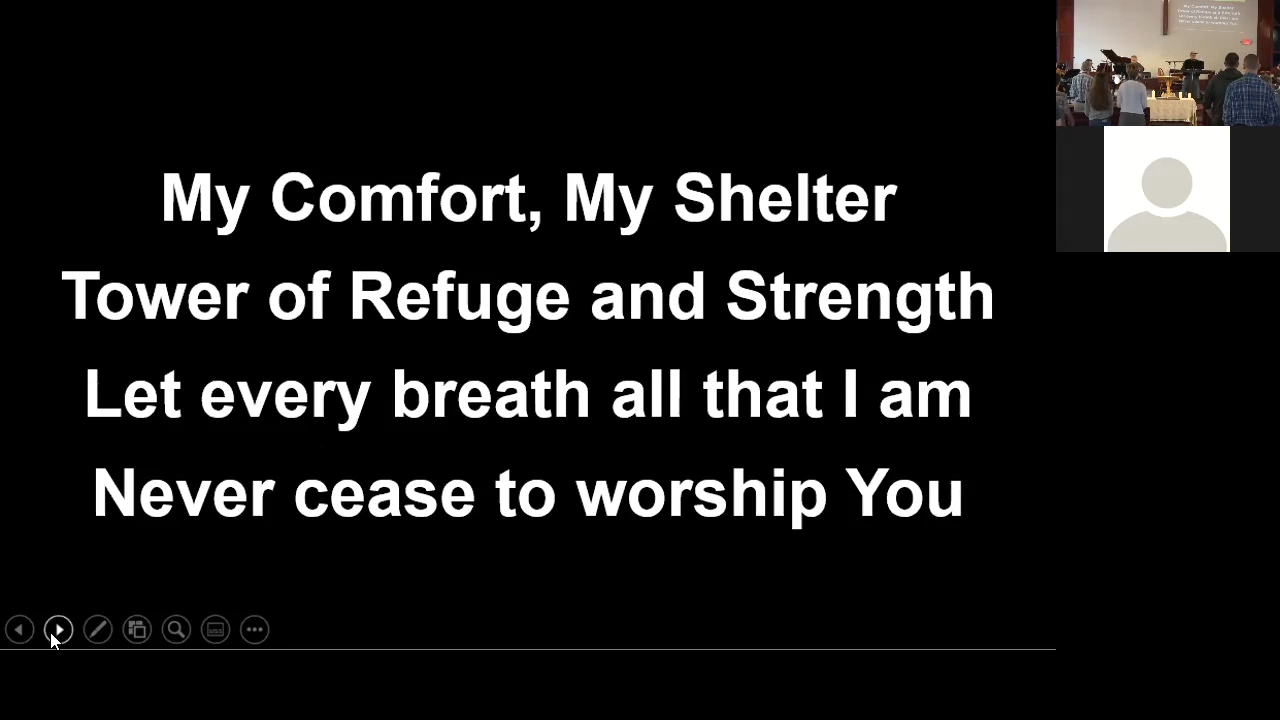 My Comfort, My Shelter
Tower of Refuge and Strength
Let every breath all that I am
Never cease to worship You